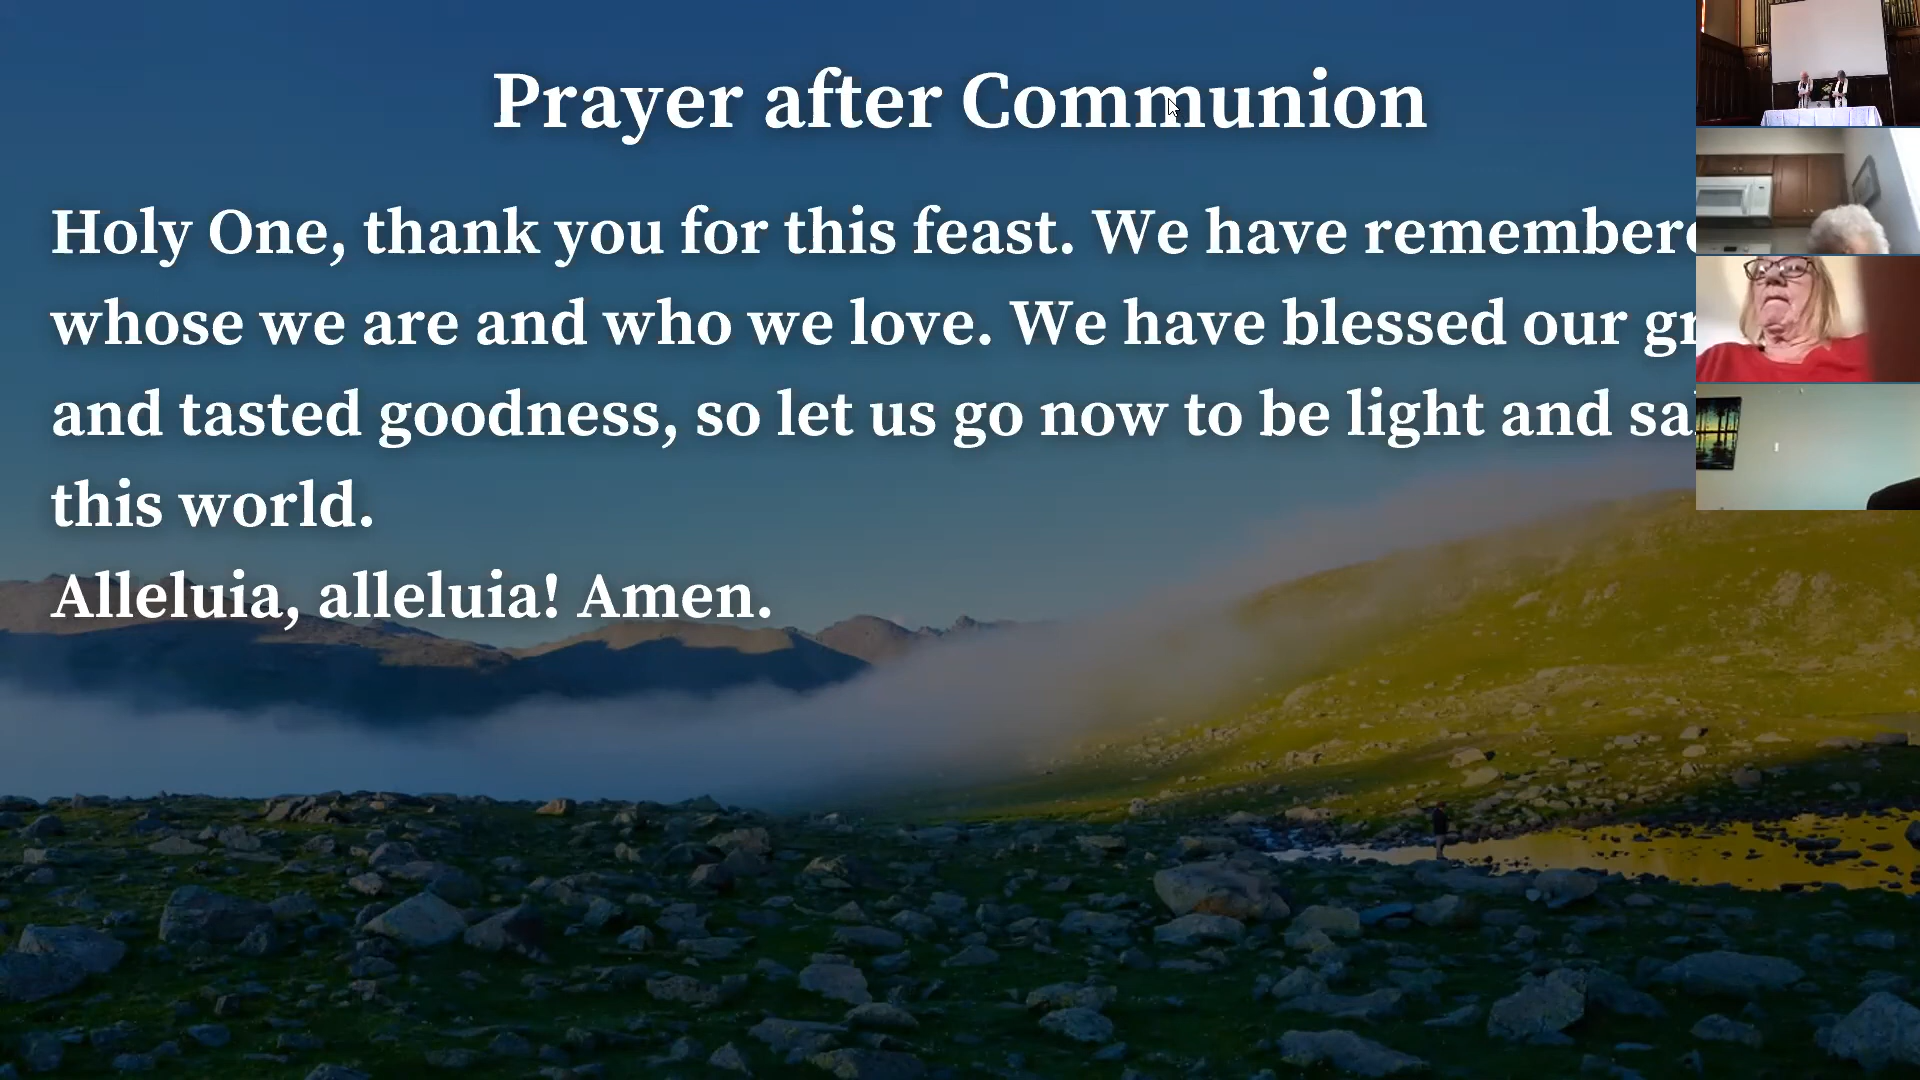 Prayer after Communion
Holy One, thank you for this feast. We have
whose we are and who we love. We have blessed our
and tasted goodness, so let us go now to be light and
this world.
Alleluia, alleluia! Amen.